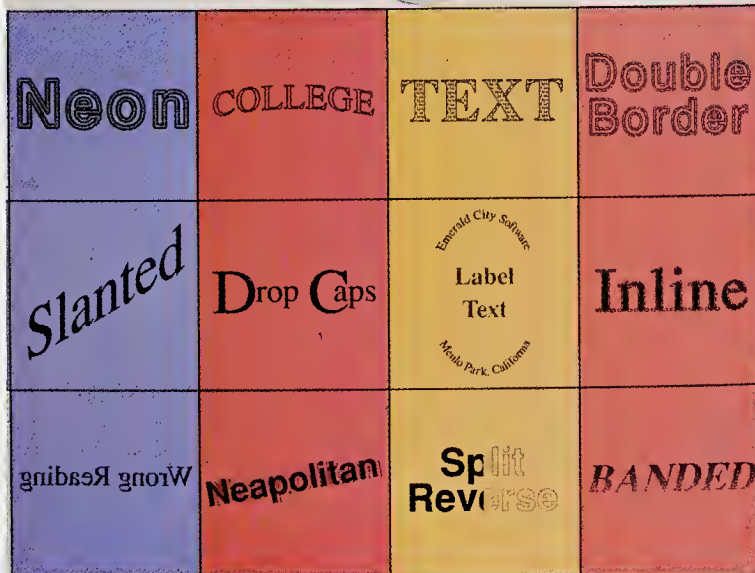 Neon
COLLEGE
TEXT
Double
Border
Slanted
Drop Caps
Emerald City Software
Label
Text
Menlo Park, California
Inline
Wrong Reading
Neapolitan
Split
Reverse
BANDED